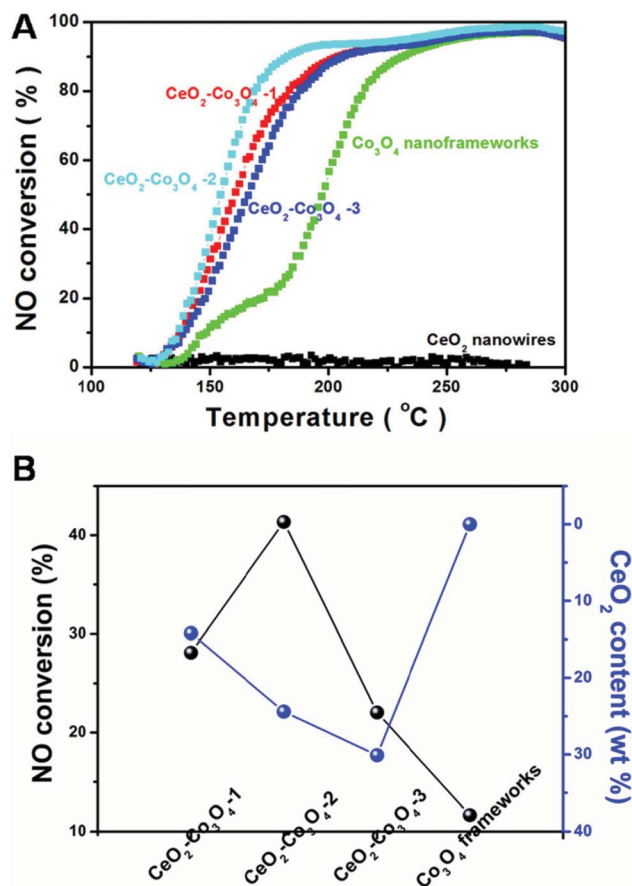 A
100
80
60
40
20
0
NO conversion ( % )
CeO₂-Co₃O₄ -1
CeO₂-Co₃O₄ -2
CeO₂-Co₃O₄ -3
Co₃O₄ nanoframeworks
CeO₂ nanowires
100 150 200 250 300
Temperature ( °C )
B
40
30
20
10
NO conversion (%)
0
10
20
30
40
CeO₂ content (wt %)
CeO₂-Co₃O₄-1
CeO₂-Co₃O₄-2
CeO₂-Co₃O₄-3
Co₃O₄ frameworks